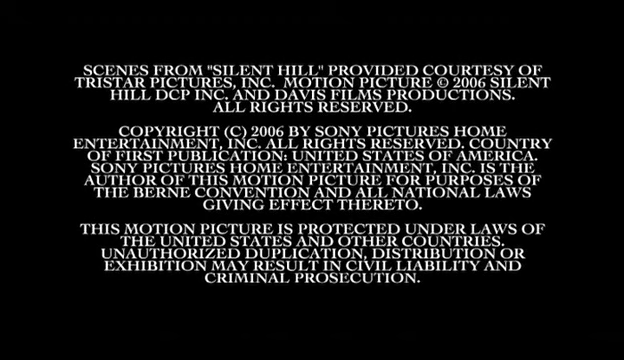 SCENES FROM "SILENT HILL" PROVIDED COURTESY OF
TRISTAR PICTURES, INC. MOTION PICTURE © 2006 SILENT
HILL DCP INC. AND DAVIS FILMS PRODUCTIONS.
ALL RIGHTS RESERVED.
COPYRIGHT (C) 2006 BY SONY PICTURES HOME
ENTERTAINMENT, INC. ALL RIGHTS RESERVED. COUNTRY
OF FIRST PUBLICATION: UNITED STATES OF AMERICA.
SONY PICTURES HOME ENTERTAINMENT, INC. IS THE
AUTHOR OF THIS MOTION PICTURE FOR PURPOSES OF
THE BERNE CONVENTION AND ALL NATIONAL LAWS
GIVING EFFECT THERETO.
THIS MOTION PICTURE IS PROTECTED UNDER LAWS OF
THE UNITED STATES AND OTHER COUNTRIES.
UNAUTHORIZED DUPLICATION, DISTRIBUTION OR
EXHIBITION MAY RESULT IN CIVIL LIABILITY AND
CRIMINAL PROSECUTION.